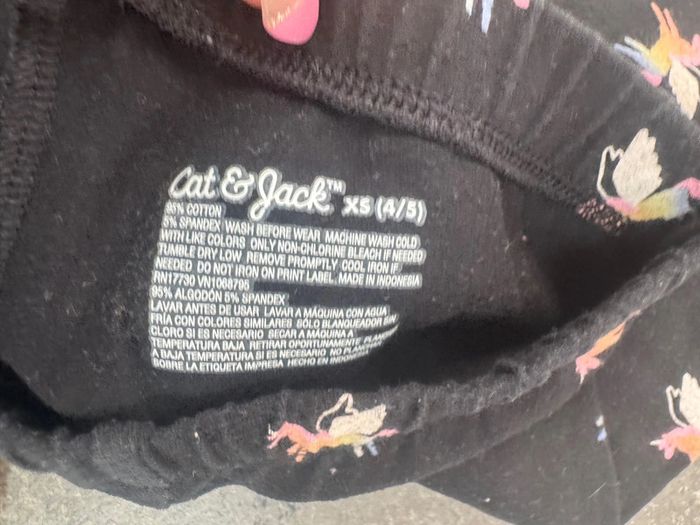 Cat & Jack™ XS (4/5)
95% COTTON
5% SPANDEX WASH BEFORE WEAR MACHINE WASH COLD
WITH LIKE COLORS ONLY NON-CHLORINE BLEACH IF NEEDED
TUMBLE DRY LOW REMOVE PROMPTLY COOL IRON IF
NEEDED DO NOT IRON ON PRINT LABEL MADE IN INDONESIA
RN17730 VN1068795
95% ALGODÓN 5% SPANDEX
LAVAR ANTES DE USAR LAVAR A MÁQUINA CON AGUA
FRÍA CON COLORES SIMILARES SÓLO BLANQUEADOR
CLORO SI ES NECESARIO SECAR A MÁQUINA A
TEMPERATURA BAJA RETIRAR OPORTUNAMENTE
A BAJA TEMPERATURA SI ES NECESARIO NO
SOBRE LA ETIQUETA IMPRESA HECHO EN